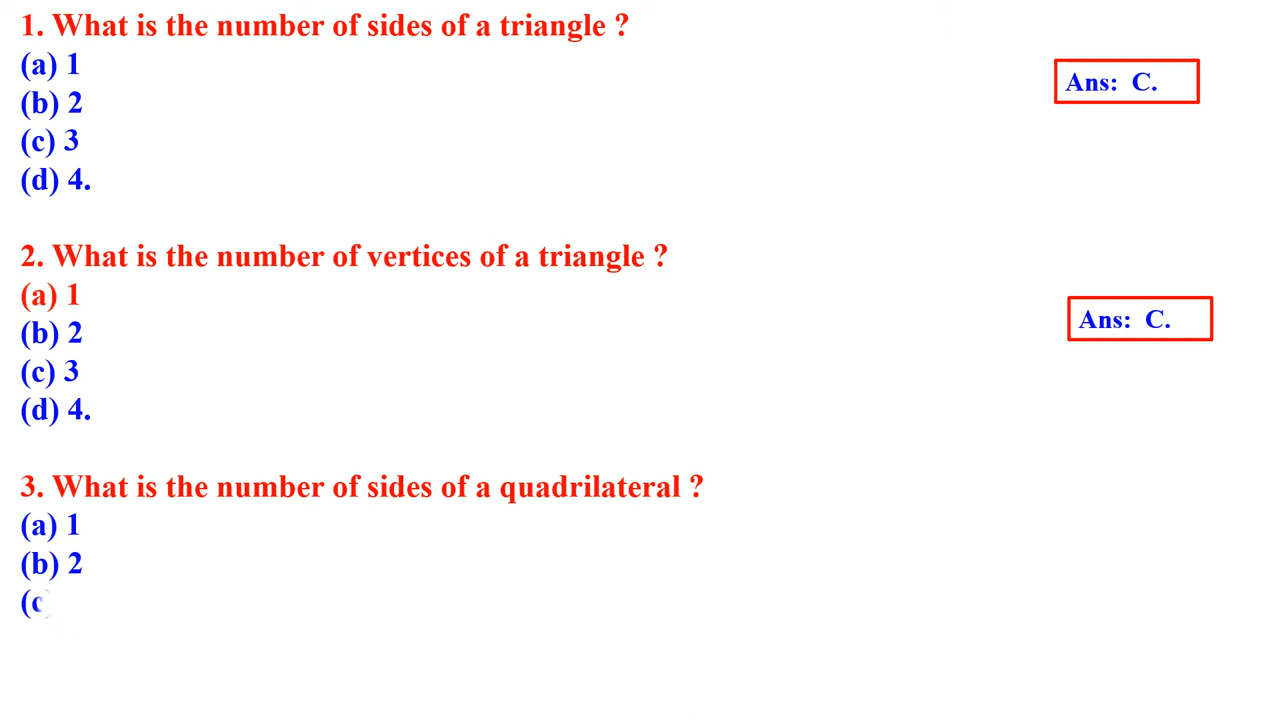 1. What is the number of sides of a triangle ?
(a) 1
Ans: C.
(b) 2
(c) 3
(d) 4.
2. What is the number of vertices of a triangle ?
(a) 1
Ans: C.
(b) 2
(c) 3
(d) 4.
3. What is the number of sides of a quadrilateral ?
(a) 1
(b) 2
(c